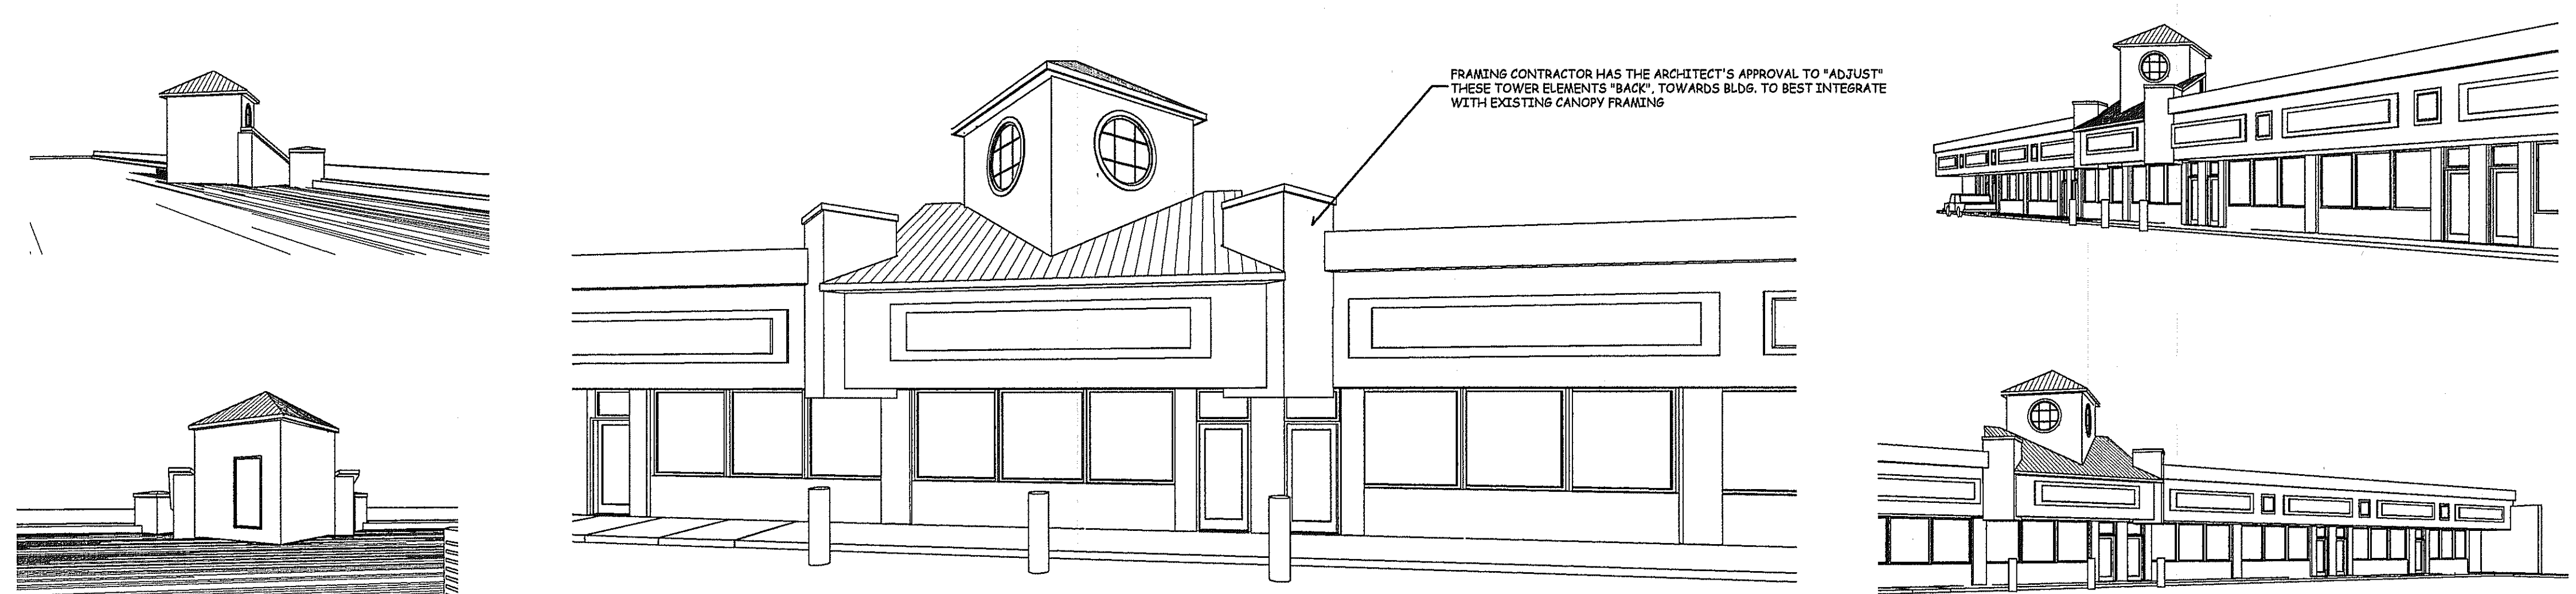 FRAMING CONTRACTOR HAS THE ARCHITECT'S APPROVAL TO "ADJUST"
THESE TOWER ELEMENTS "BACK", TOWARDS BLDG. TO BEST INTEGRATE
WITH EXISTING CANOPY FRAMING